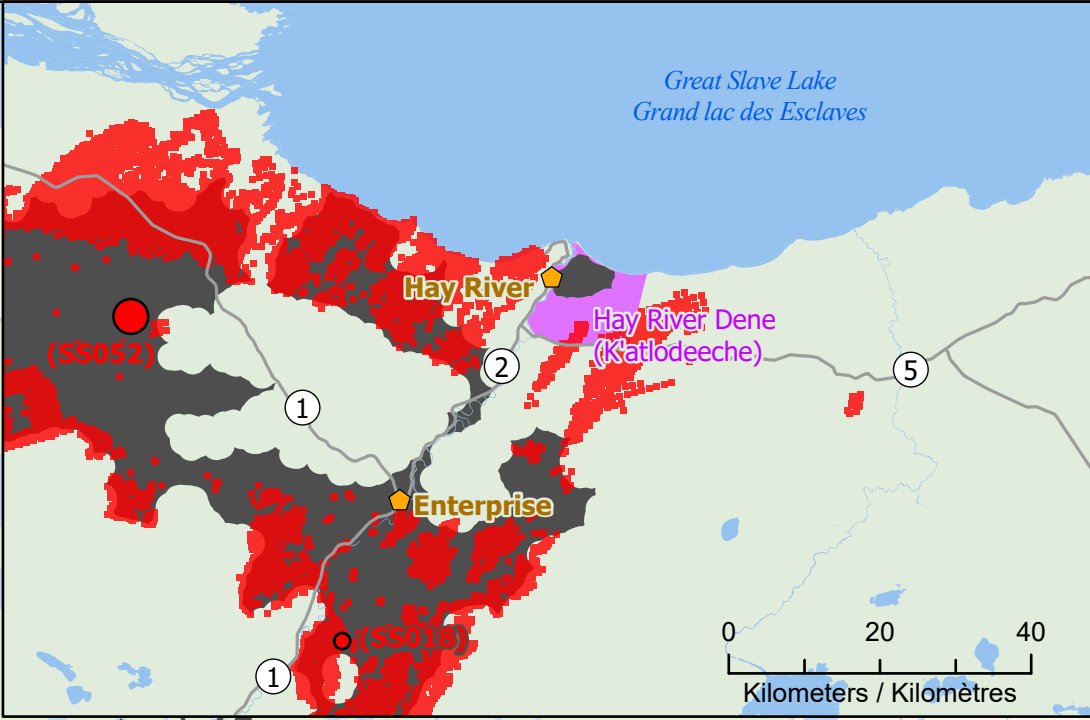 Great Slave Lake
Grand lac des Esclaves
Hay River
Hay River Dene
(K'atlodeeche)
(SS052)
2
5
1
Enterprise
(SS018)
1
0 20 40
Kilometers / Kilomètres